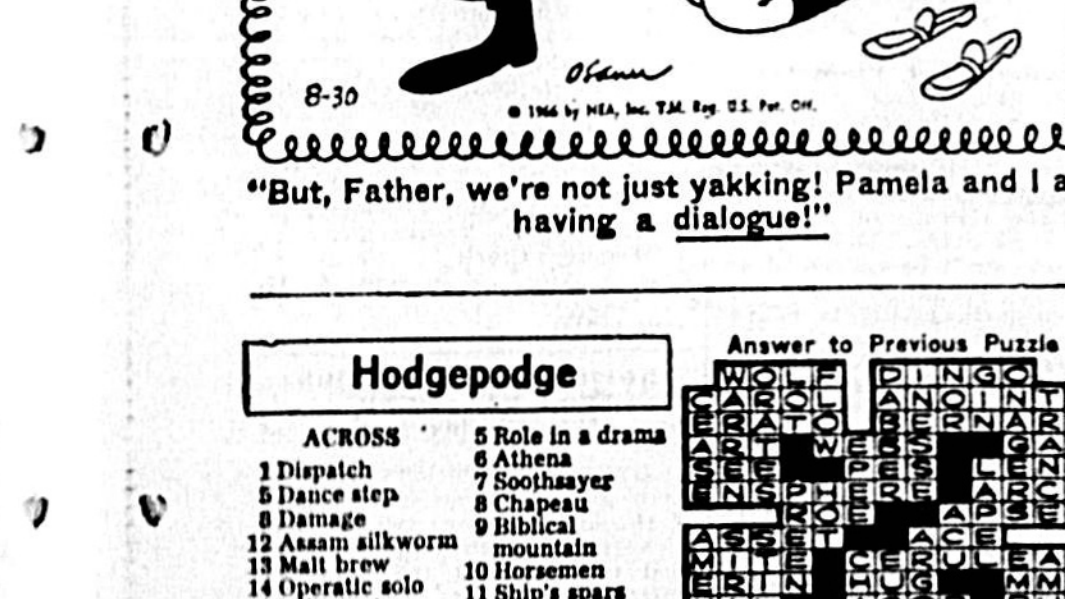 8-30
© 1966 by NEA, Inc. T.M. Reg. U.S. Pat. Off.
"But, Father, we're not just yakking! Pamela and I a
having a dialogue!"
Hodgepodge
ACROSS
1 Dispatch
5 Dance step
8 Damage
12 Assam silkworm
13 Malt brew
14 Operatic solo
5 Role in a drama
6 Athena
7 Soothsayer
8 Chapeau
9 Biblical
mountain
10 Horsemen
11 Ship's spars
Answer to Previous Puzzle
WOLF DINGO
CAROL ANOINT
ERATO BERNAR
ART WEBS GA
SEE PES LEN
ENSPHERE ARC
ROE APSE
ASSET ACE
MITE CERULEA
ERIN HUG MM